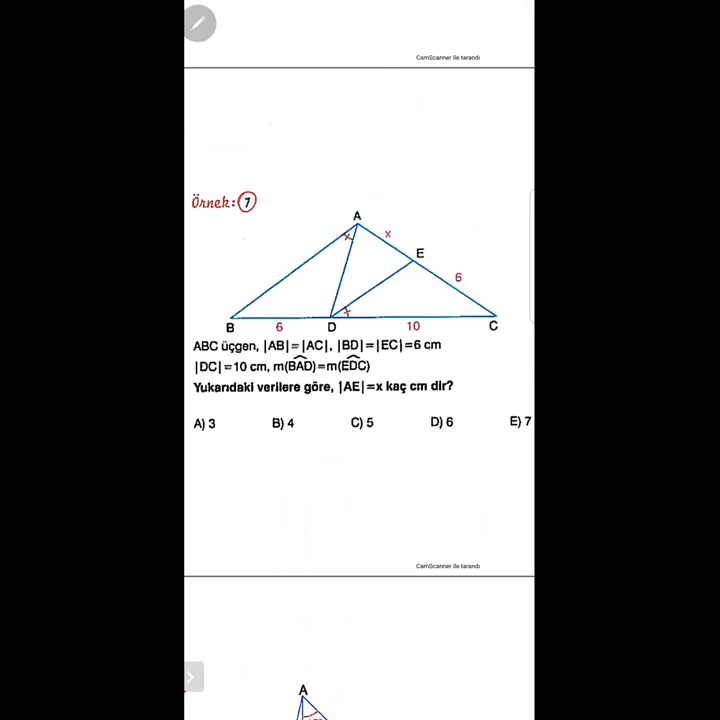 CamScanner ile tarandı
Örnek: 7
A
x
E
6
B
6
D
10
C
ABC üçgen, |AB|=|AC|, |BD|=|EC|=6 cm
|DC|=10 cm, m(BAD)=m(EDC)
Yukarıdaki verilere göre, |AE|=x kaç cm dir?
A) 3 B) 4 C) 5 D) 6 E) 7
CamScanner ile tarandı
A